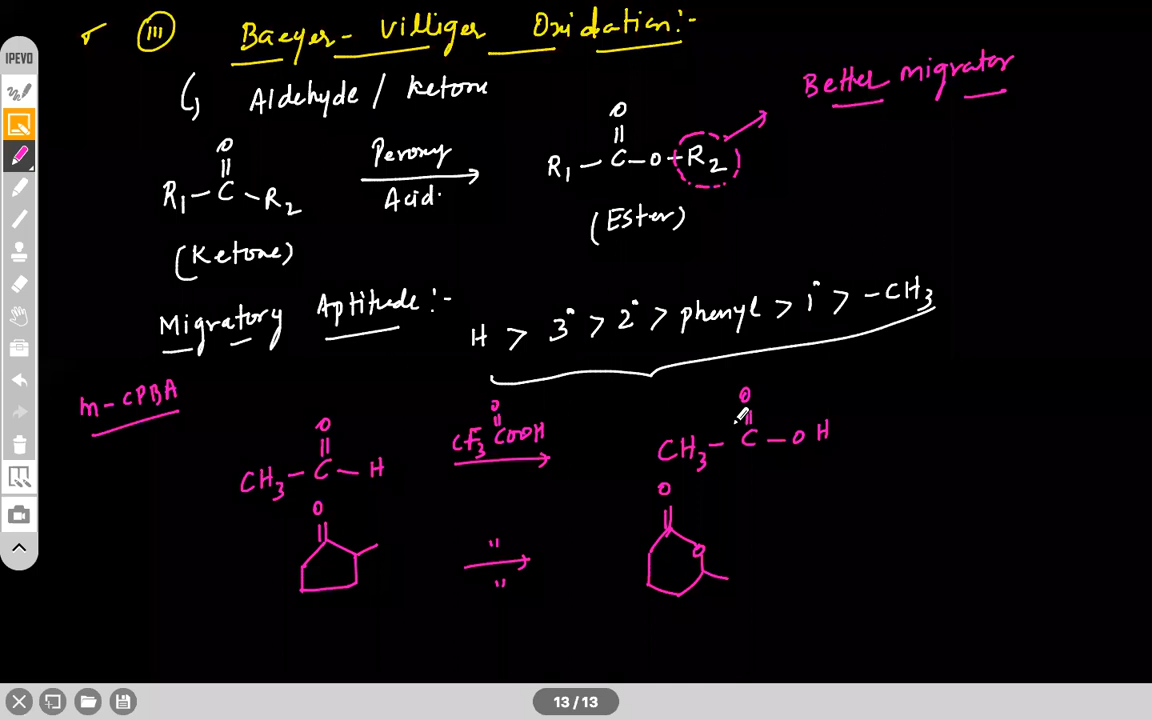 IPEVO
(III) Baeyer - Villiger Oxidation:-
Aldehyde / Ketone
Better migrator
O
R1 - C - R2
(Ketone)
Peroxy
Acid.
O
R1 - C - O - R2
(Ester)
Migratory Aptitude:-
H > 3° > 2° > phenyl > 1° > -CH3
m-CPBA
O
CH3 - C - H
O
CF3 COOH
O
CH3 - C - OH
O
" "
O
O
13 / 13